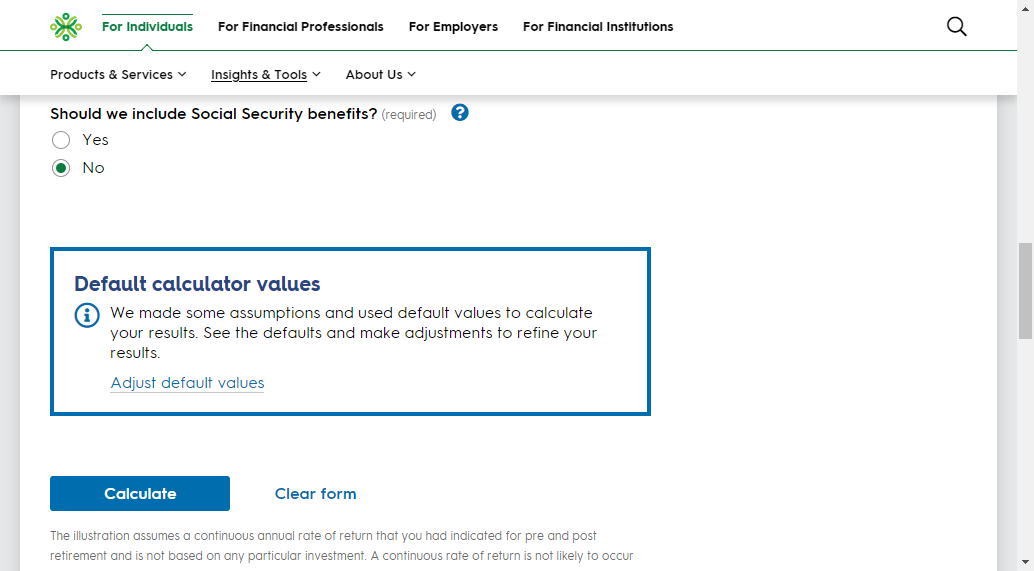 For Individuals For Financial Professionals For Employers For Financial Institutions
Products & Services Insights & Tools About Us
Should we include Social Security benefits? (required) ?
Yes
No
Default calculator values
We made some assumptions and used default values to calculate
your results. See the defaults and make adjustments to refine your
results.
Adjust default values
Calculate Clear form
The illustration assumes a continuous annual rate of return that you had indicated for pre and post
retirement and is not based on any particular investment. A continuous rate of return is not likely to occur